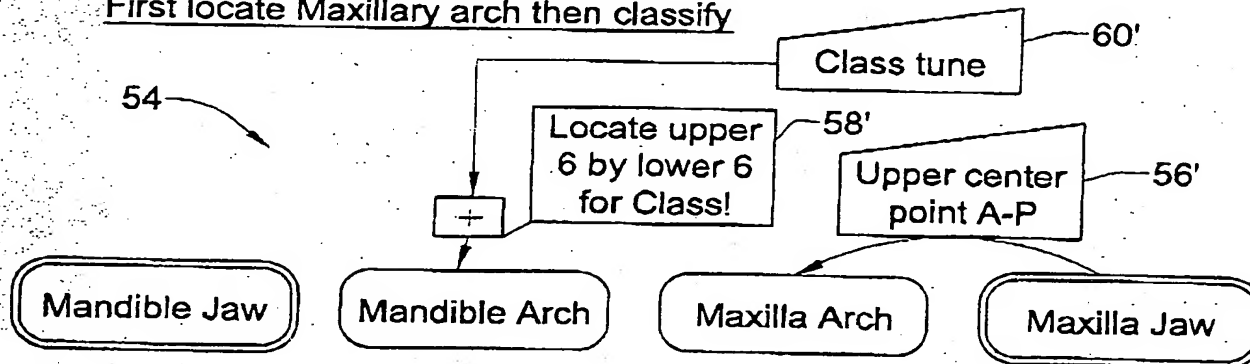 First locate Maxillary arch then classify
Class tune
60'
54
Locate upper
6 by lower 6
for Class!
58'
Upper center
point A-P
56'
+
Mandible Jaw
Mandible Arch
Maxilla Arch
Maxilla Jaw